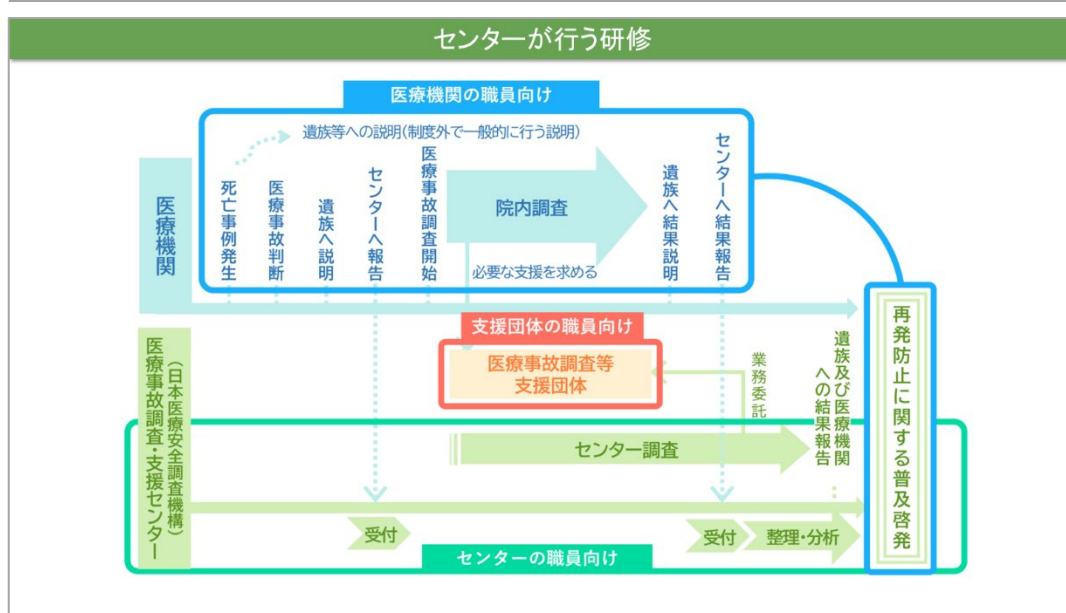 センターが行う研修
医療機関の職員向け
遺族等への説明(制度外で一般的に行う説明)
医療機関
死亡事例発生
医療事故判断
遺族へ説明
センターへ報告
医療事故調査開始
院内調査
必要な支援を求める
遺族へ結果説明
センターへ結果報告
支援団体の職員向け
医療事故調査等
支援団体
業務委託
医療事故調査・支援センター
(日本医療安全調査機構)
センター調査
遺族及び医療機関
への結果報告
再発防止に関する普及啓発
受付
受付
整理・分析
センターの職員向け